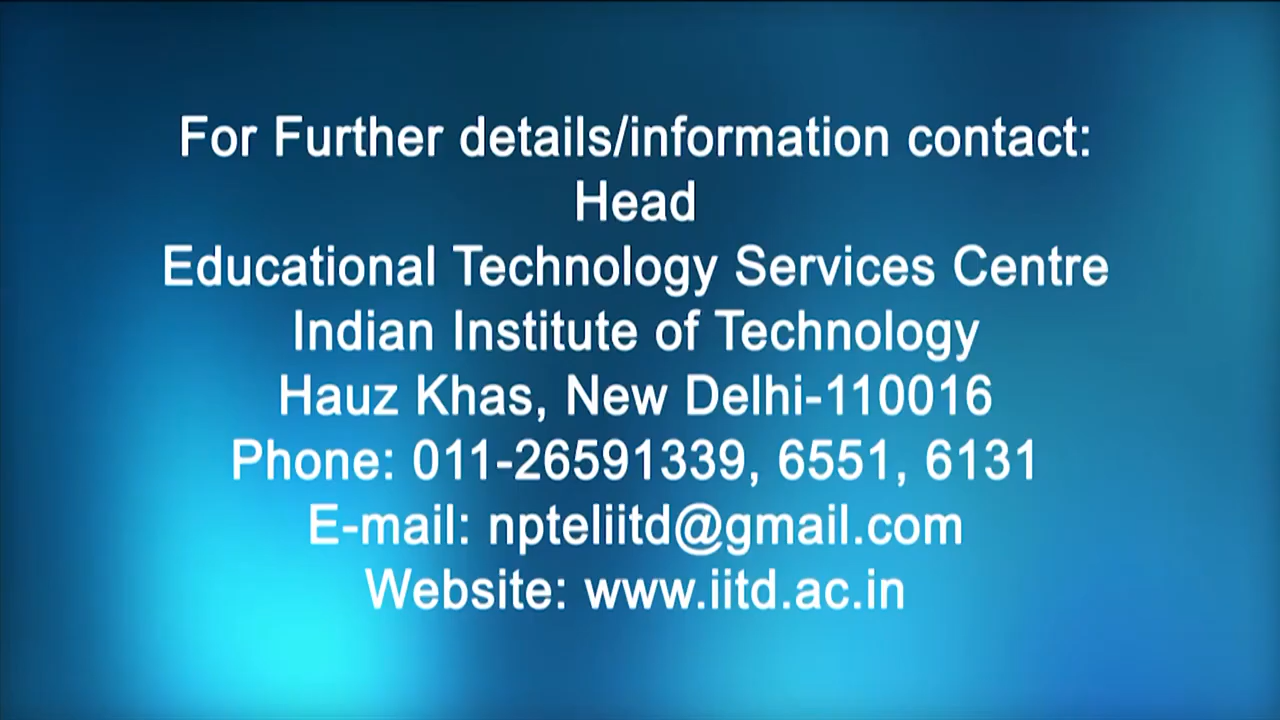 For Further details/information contact:
Head
Educational Technology Services Centre
Indian Institute of Technology
Hauz Khas, New Delhi-110016
Phone: 011-26591339, 6551, 6131
E-mail: npteliitd@gmail.com
Website: www.iitd.ac.in